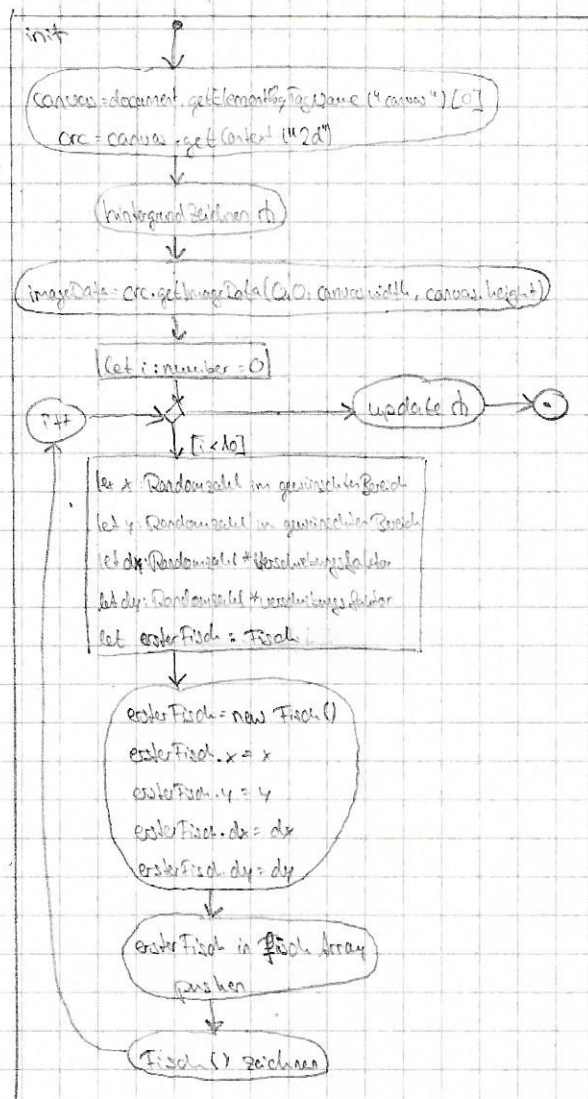 init
canvas=document.getElementsByTagName("canvas")[0]
crc = canvas.getContext("2d")
hintergrundZeichnen
imageData=crc.getImageData(0,0, canvas.width, canvas.height)
let i:number=0
i++
update
[i<10]
let x: Randomzahl im gewünschten Bereich
let y: Randomzahl in gewünschten Bereich
let dx: Randomzahl *Verschiebungsfaktor
let dy: Randomzahl *verschiebungsfaktor
let ersterFisch : Fisch
ersterFisch=new Fisch()
ersterFisch.x = x
ersterFisch.y = y
ersterFisch.dx = dx
ersterFisch.dy = dy
ersterFisch in Fisch Array
pushen
Fisch() zeichnen